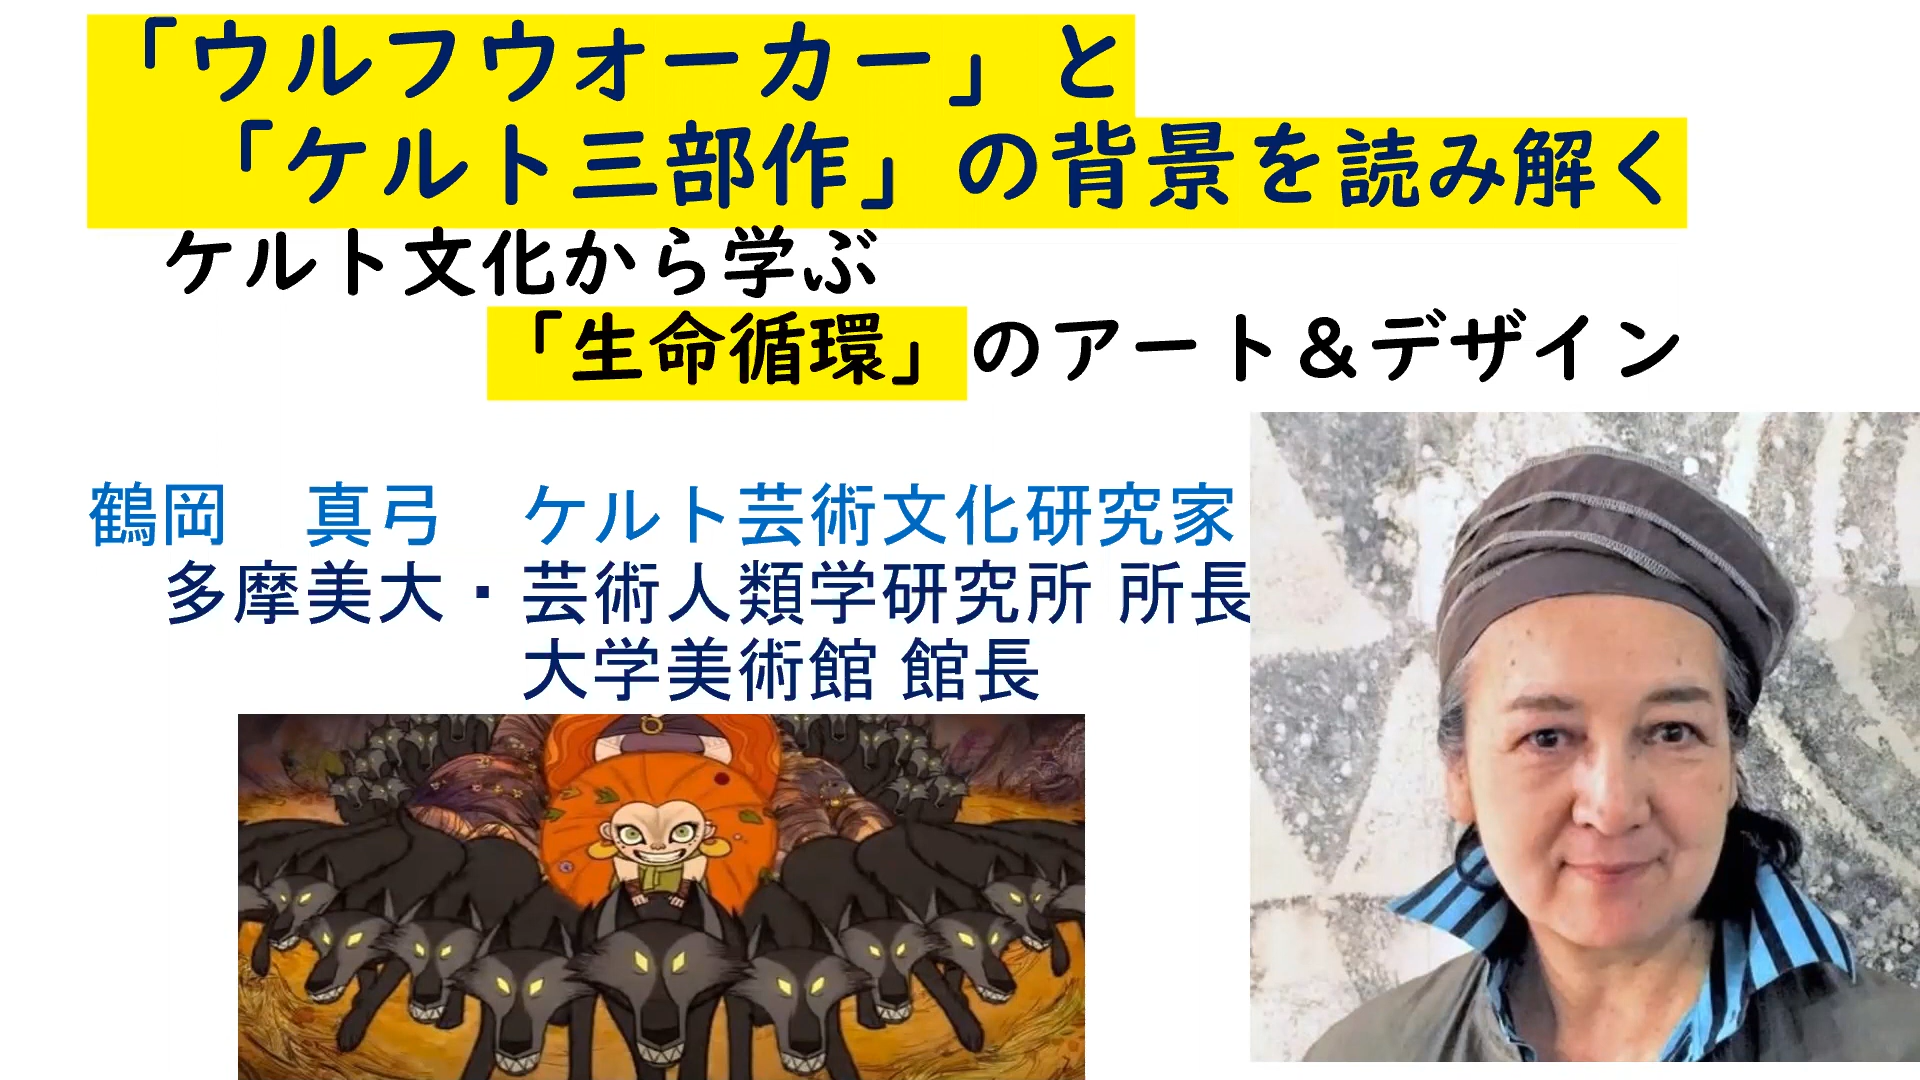 「ウルフウォーカー」と
「ケルト三部作」の背景を読み解く
ケルト文化から学ぶ
「生命循環」のアート＆デザイン
鶴岡　真弓　ケルト芸術文化研究家
多摩美大・芸術人類学研究所 所長
大学美術館 館長